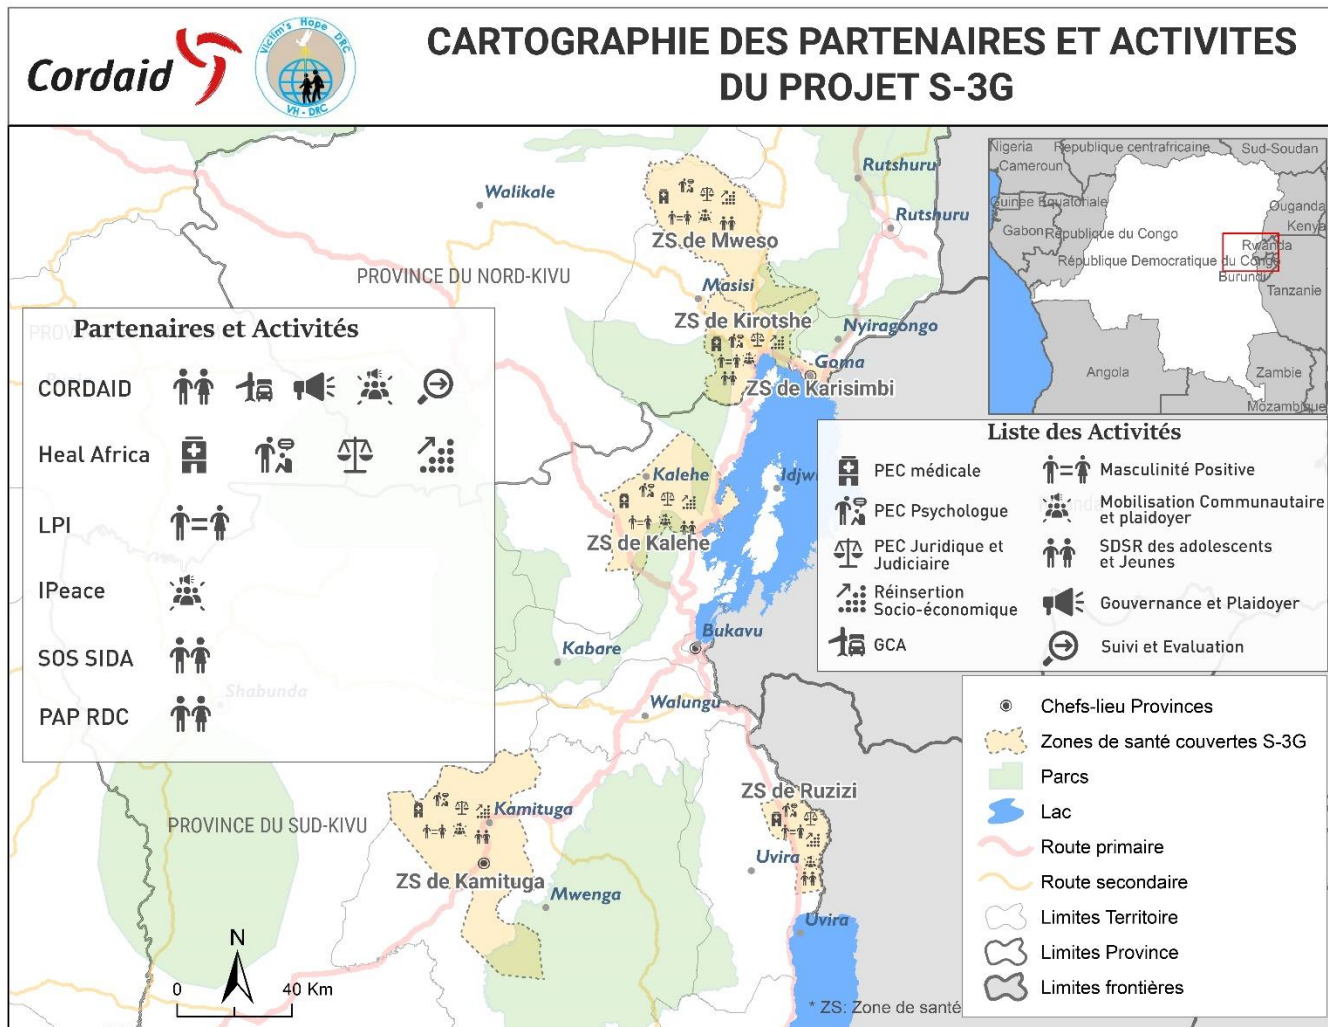 Cordaid
Victim's Hope DRC
VH - DRC
CARTOGRAPHIE DES PARTENAIRES ET ACTIVITES
DU PROJET S-3G
Nigeria
République centrafricaine
Sud-Soudan
Cameroun
Guinée Equatoriale
Ouganda
Gabon
République du Congo
Kenya
Rwanda
République Democratique du Congo
Burundi
Tanzanie
Angola
Zambie
Mozambique
Rutshuru
Walikale
Rutshuru
ZS de Mweso
PROVINCE DU NORD-KIVU
Masisi
ZS de Kirotshe
Nyiragongo
Goma
ZS de Karisimbi
Partenaires et Activités
CORDAID
Heal Africa
LPI
IPeace
SOS SIDA
PAP RDC
Shabunda
Kalehe
Idjwi
ZS de Kalehe
Bukavu
Kabare
Walungu
ZS de Ruzizi
PROVINCE DU SUD-KIVU
Kamituga
Uvira
ZS de Kamituga
Mwenga
Uvira
Liste des Activités
PEC médicale
Masculinité Positive
PEC Psychologue
Mobilisation Communautaire
et plaidoyer
PEC Juridique et
Judiciaire
SDSR des adolescents
et Jeunes
Réinsertion
Socio-économique
Gouvernance et Plaidoyer
GCA
Suivi et Evaluation
Chefs-lieu Provinces
Zones de santé couvertes S-3G
Parcs
Lac
Route primaire
Route secondaire
Limites Territoire
Limites Province
Limites frontières
N
0 40 Km
* ZS: Zone de santé